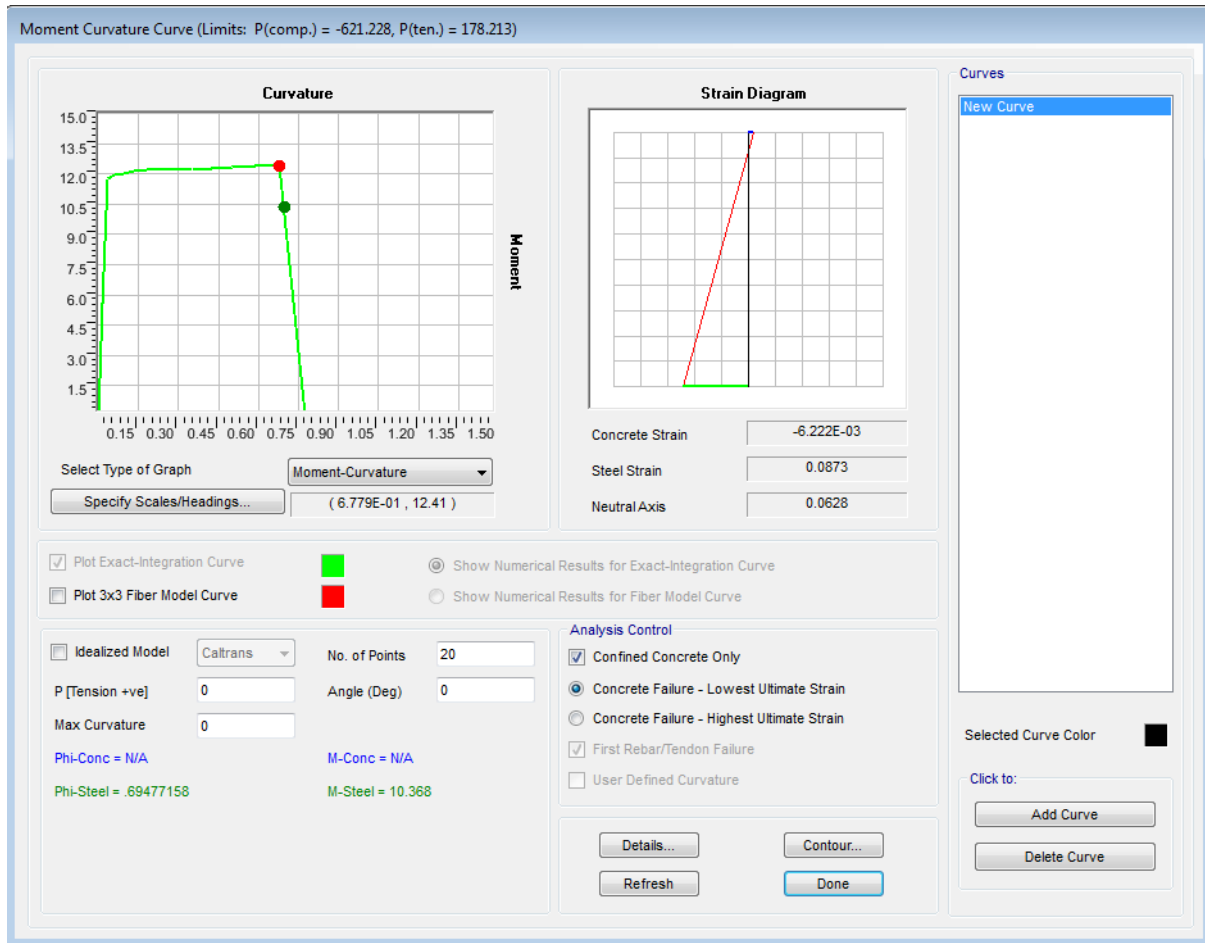 Moment Curvature Curve (Limits:  P(comp.) = -621.228, P(ten.) = 178.213)
Curvature
15.0
13.5
12.0
10.5
9.0
7.5
6.0
4.5
3.0
1.5
Moment
0.15 0.30 0.45 0.60 0.75 0.90 1.05 1.20 1.35 1.50
Select Type of Graph
Moment-Curvature
Specify Scales/Headings...
( 6.779E-01 , 12.41 )
Strain Diagram
Concrete Strain
-6.222E-03
Steel Strain
0.0873
Neutral Axis
0.0628
Plot Exact-Integration Curve
Show Numerical Results for Exact-Integration Curve
Plot 3x3 Fiber Model Curve
Show Numerical Results for Fiber Model Curve
Idealized Model
Caltrans
No. of Points
20
P [Tension +ve]
0
Angle (Deg)
0
Max Curvature
0
Phi-Conc = N/A
M-Conc = N/A
Phi-Steel = .69477158
M-Steel = 10.368
Analysis Control
Confined Concrete Only
Concrete Failure - Lowest Ultimate Strain
Concrete Failure - Highest Ultimate Strain
First Rebar/Tendon Failure
User Defined Curvature
Details...
Contour...
Refresh
Done
Curves
New Curve
Selected Curve Color
Click to:
Add Curve
Delete Curve